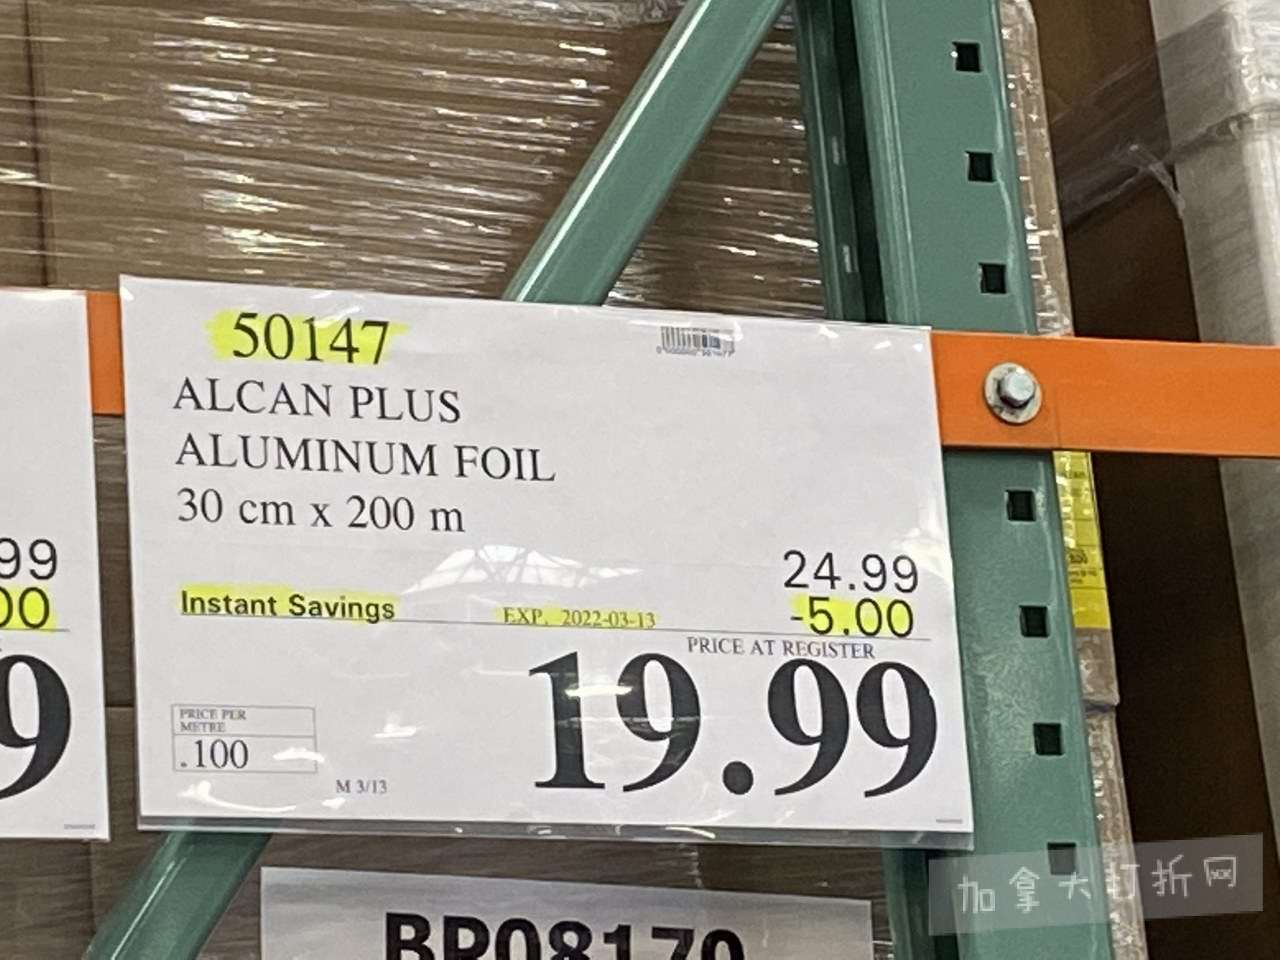 50147
ALCAN PLUS
ALUMINUM FOIL
30 cm x 200 m
24.99
Instant Savings EXP. 2022-03-13 -5.00
PRICE AT REGISTER
19.99
PRICE PER
METRE
.100
M 3/13
99
00
9
BP08170
加拿大打折网